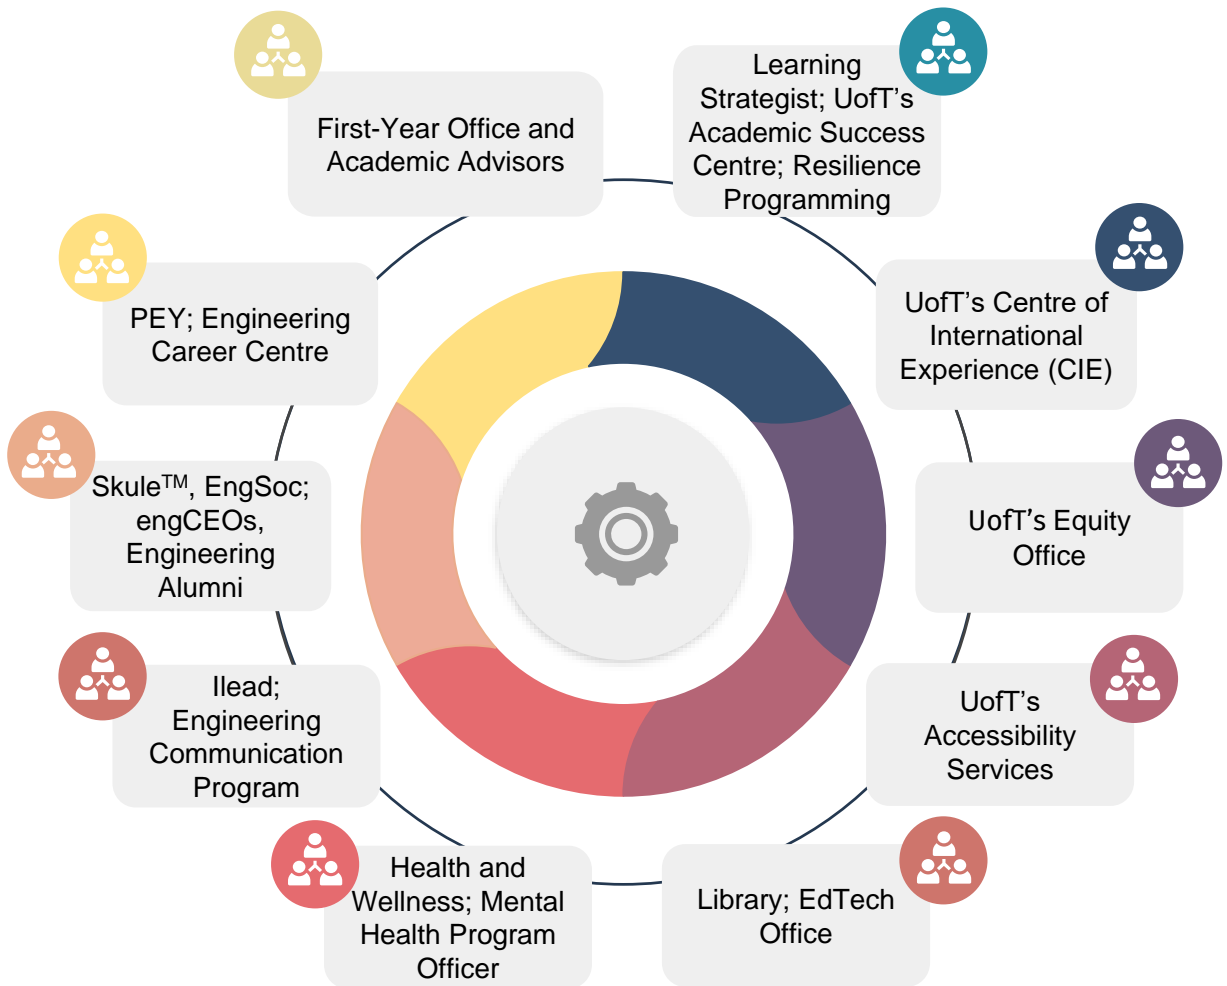 First-Year Office and
Academic Advisors
Learning
Strategist; UofT's
Academic Success
Centre; Resilience
Programming
PEY; Engineering
Career Centre
UofT's Centre of
International
Experience (CIE)
Skule™, EngSoc;
engCEOs,
Engineering
Alumni
UofT's Equity
Office
Ilead;
Engineering
Communication
Program
UofT's
Accessibility
Services
Health and
Wellness; Mental
Health Program
Officer
Library; EdTech
Office